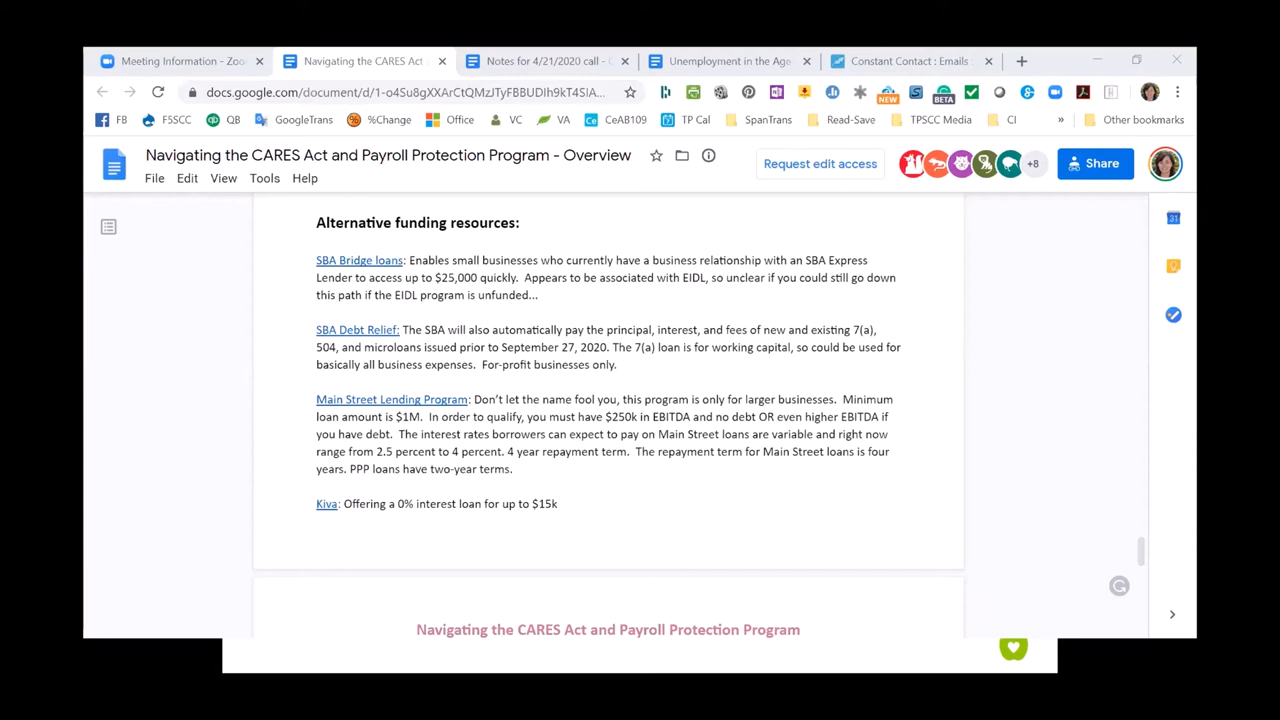 Meeting Information - Zoo
Navigating the CARES Act
Notes for 4/21/2020 call -
Unemployment in the Age
Constant Contact : Emails
docs.google.com/document/d/1-o4Su8gXXArCtQMzJTyFBBUDIh9kT4SIA...
NEW
BETA
FB
F5SCC
QB
GoogleTrans
%Change
Office
VC
VA
CeAB109
TP Cal
SpanTrans
Read-Save
TPSCC Media
CI
»
Other bookmarks
Navigating the CARES Act and Payroll Protection Program - Overview
Request edit access
+8
Share
File Edit View Tools Help
31
Alternative funding resources:
SBA Bridge loans: Enables small businesses who currently have a business relationship with an SBA Express
Lender to access up to $25,000 quickly. Appears to be associated with EIDL, so unclear if you could still go down
this path if the EIDL program is unfunded...
SBA Debt Relief: The SBA will also automatically pay the principal, interest, and fees of new and existing 7(a),
504, and microloans issued prior to September 27, 2020. The 7(a) loan is for working capital, so could be used for
basically all business expenses. For-profit businesses only.
Main Street Lending Program: Don't let the name fool you, this program is only for larger businesses. Minimum
loan amount is $1M. In order to qualify, you must have $250k in EBITDA and no debt OR even higher EBITDA if
you have debt. The interest rates borrowers can expect to pay on Main Street loans are variable and right now
range from 2.5 percent to 4 percent. 4 year repayment term. The repayment term for Main Street loans is four
years. PPP loans have two-year terms.
Kiva: Offering a 0% interest loan for up to $15k
Navigating the CARES Act and Payroll Protection Program